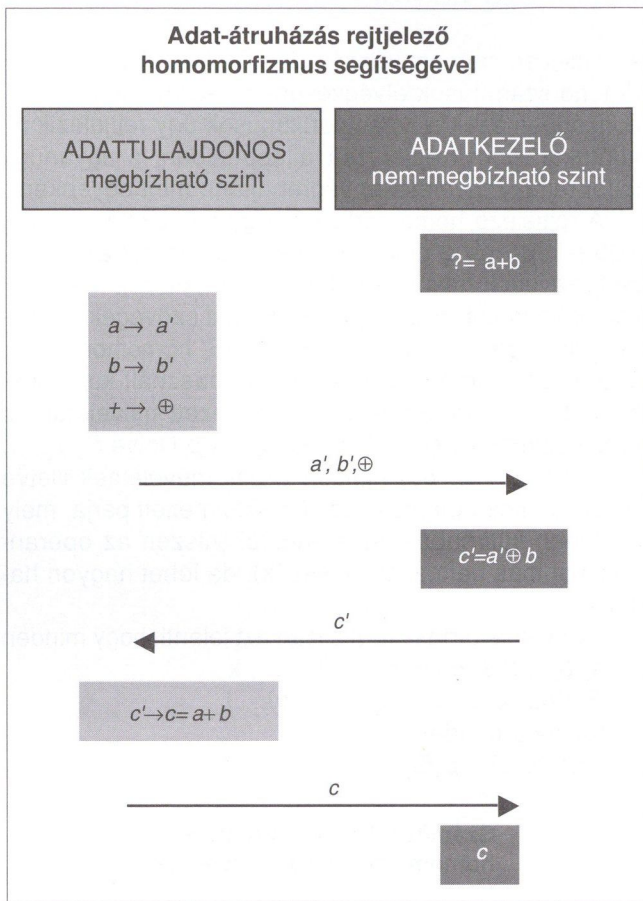 Adat-átruházás rejtjelező
homomorfizmus segítségével
ADATTULAJDONOS
megbízható szint
ADATKEZELŐ
nem-megbízható szint
?= a+b
a → a'
b → b'
+ → ⊕
a', b',⊕
c'=a'⊕ b
c'
c'→c= a+ b
c
c